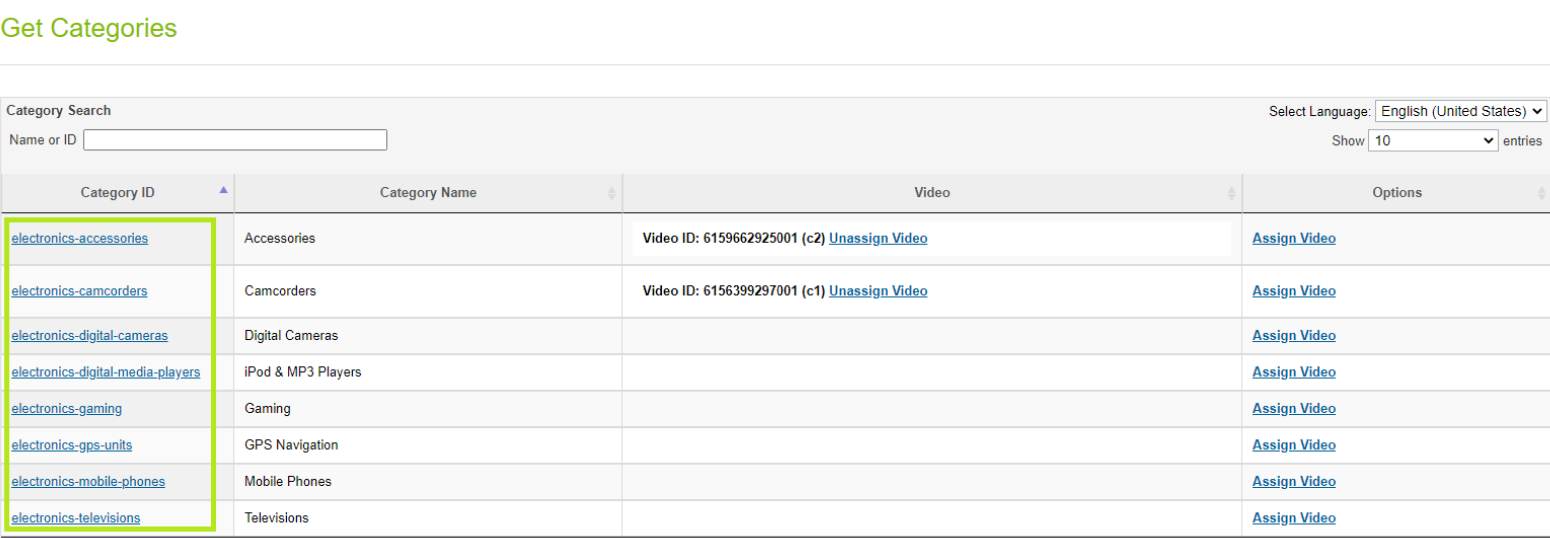 Get Categories
Category Search
Select Language: English (United States)
Name or ID
Show 10 entries
Category ID Category Name Video Options
electronics-accessories Accessories Video ID: 6159662925001 (c2) Unassign Video Assign Video
electronics-camcorders Camcorders Video ID: 6156399297001 (c1) Unassign Video Assign Video
electronics-digital-cameras Digital Cameras Assign Video
electronics-digital-media-players iPod & MP3 Players Assign Video
electronics-gaming Gaming Assign Video
electronics-gps-units GPS Navigation Assign Video
electronics-mobile-phones Mobile Phones Assign Video
electronics-televisions Televisions Assign Video